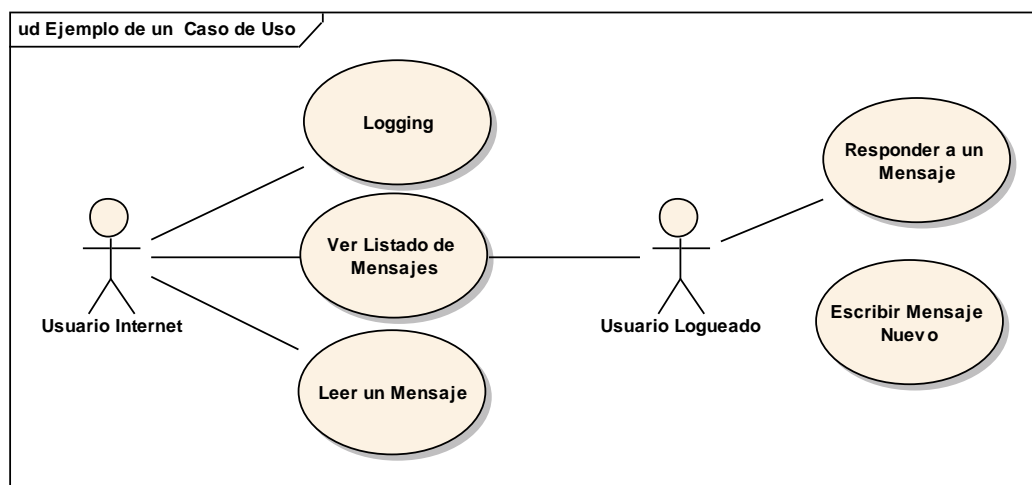 ud Ejemplo de un Caso de Uso
Logging
Responder a un
Mensaje
Ver Listado de
Mensajes
Usuario Internet
Usuario Logueado
Escribir Mensaje
Nuevo
Leer un Mensaje